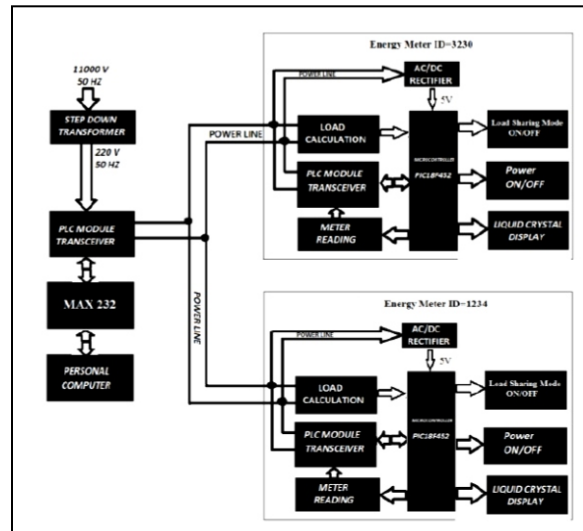 11000 V
50 HZ
STEP DOWN
TRANSFORMER
220 V
50 HZ
PLC MODULE
TRANSCEIVER
MAX 232
PERSONAL
COMPUTER
POWER LINE
POWER LINE
Energy Meter ID=3230
POWER LINE
AC/DC
RECTIFIER
5V
LOAD
CALCULATION
PLC MODULE
TRANSCEIVER
METER
READING
MICROCONTROLLER
PIC18F452
Load Sharing Mode
ON/OFF
Power
ON/OFF
LIQUID CRYSTAL
DISPLAY
Energy Meter ID=1234
POWER LINE
AC/DC
RECTIFIER
5V
LOAD
CALCULATION
PLC MODULE
TRANSCEIVER
METER
READING
MICROCONTROLLER
PIC18F452
Load Sharing Mode
ON/OFF
Power
ON/OFF
LIQUID CRYSTAL
DISPLAY